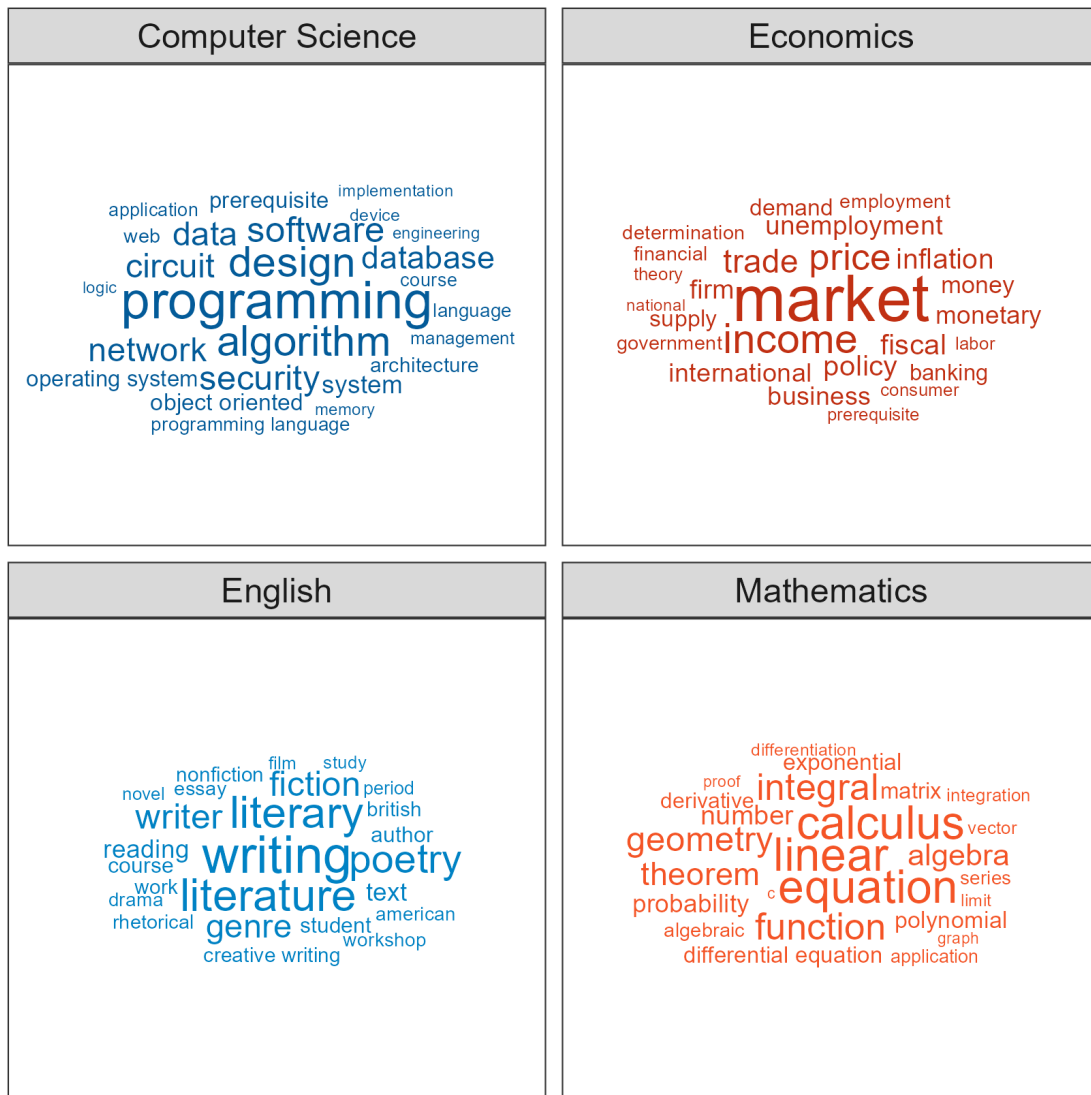 Computer Science
implementation
prerequisite
application
device
software
data
web
engineering
database
design
circuit
course
logic
programming
language
algorithm
management
network
architecture
operating system
security
system
object oriented
memory
programming language
Economics
employment
demand
unemployment
determination
financial
price
inflation
trade
theory
money
firm
market
national
monetary
supply
income
government
fiscal
labor
policy
international
banking
consumer
business
prerequisite
English
film
study
nonfiction
fiction
essay
period
novel
literary
british
writer
author
reading
writing
poetry
course
work
literature
text
drama
american
rhetorical
genre
student
workshop
creative writing
Mathematics
differentiation
exponential
proof
integral
matrix
integration
derivative
number
calculus
vector
geometry
linear
algebra
theorem
series
equation
c
limit
probability
polynomial
function
algebraic
graph
differential equation
application